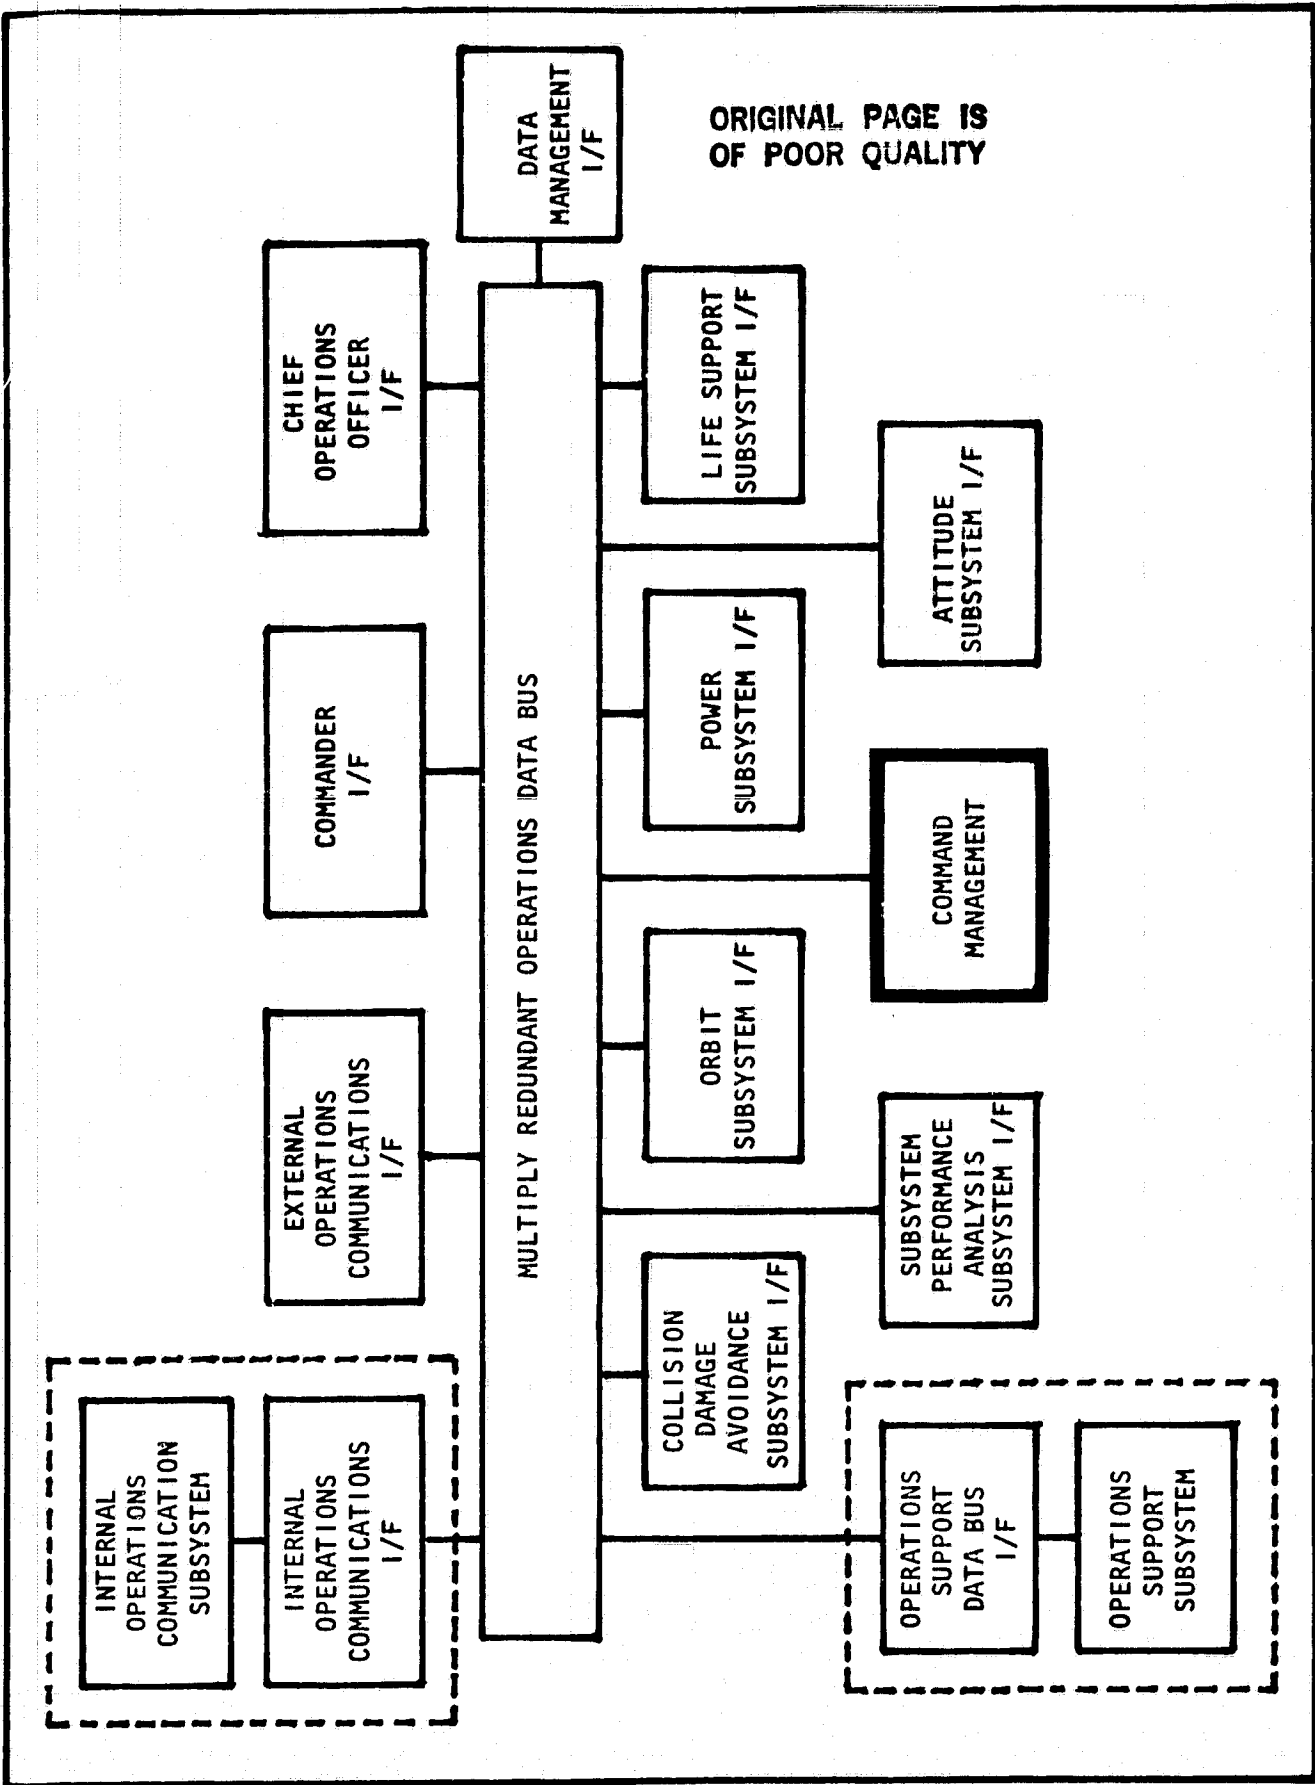 ORIGINAL PAGE IS
OF POOR QUALITY
INTERNAL
OPERATIONS
COMMUNICATION
SUBSYSTEM
INTERNAL
OPERATIONS
COMMUNICATIONS
I/F
EXTERNAL
OPERATIONS
COMMUNICATIONS
I/F
COMMANDER
I/F
CHIEF
OPERATIONS
OFFICER
I/F
DATA
MANAGEMENT
I/F
MULTIPLY REDUNDANT OPERATIONS DATA BUS
COLLISION
DAMAGE
AVOIDANCE
SUBSYSTEM I/F
ORBIT
SUBSYSTEM I/F
POWER
SUBSYSTEM I/F
LIFE SUPPORT
SUBSYSTEM I/F
OPERATIONS
SUPPORT
DATA BUS
I/F
SUBSYSTEM
PERFORMANCE
ANALYSIS
SUBSYSTEM I/F
COMMAND
MANAGEMENT
ATTITUDE
SUBSYSTEM I/F
OPERATIONS
SUPPORT
SUBSYSTEM